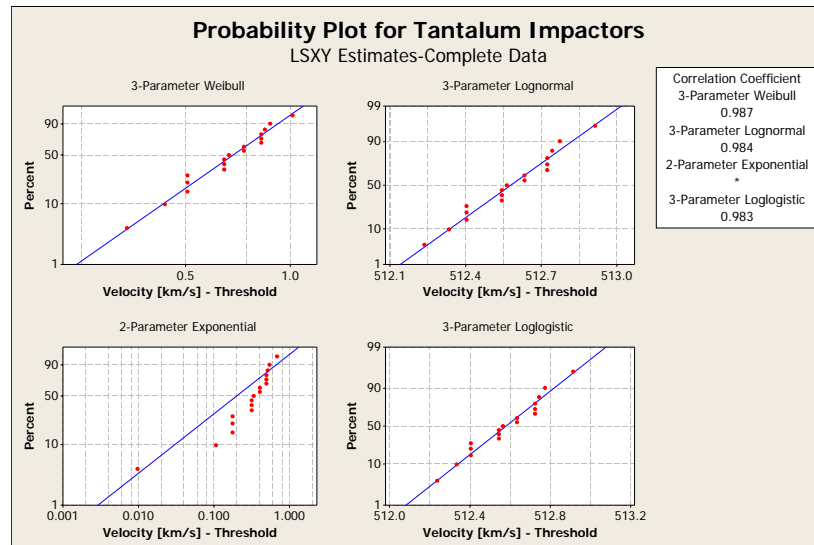 Probability Plot for Tantalum Impactors
LSXY Estimates-Complete Data
3-Parameter Weibull
90
50
10
1
Percent
0.5 1.0
Velocity [km/s] - Threshold
3-Parameter Lognormal
99
90
50
10
1
Percent
512.1 512.4 512.7 513.0
Velocity [km/s] - Threshold
Correlation Coefficient
3-Parameter Weibull
0.987
3-Parameter Lognormal
0.984
2-Parameter Exponential
*
3-Parameter Loglogistic
0.983
2-Parameter Exponential
90
50
10
1
Percent
0.001 0.010 0.100 1.000
Velocity [km/s] - Threshold
3-Parameter Loglogistic
99
90
50
10
1
Percent
512.0 512.4 512.8 513.2
Velocity [km/s] - Threshold